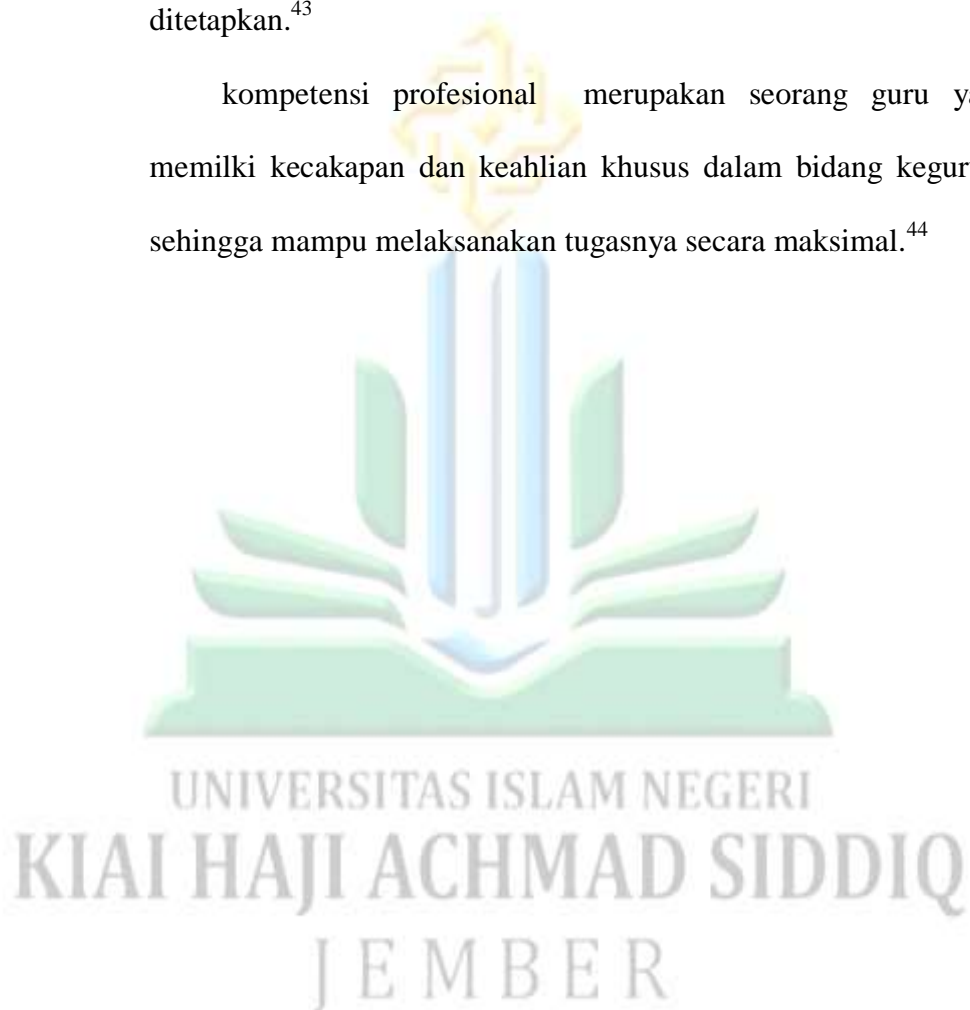 ditetapkan.43
kompetensi profesional merupakan seorang guru
memilki kecakapan dan keahlian khusus dalam bidang
sehingga mampu melaksanakan tugasnya secara maksimal.44
UNIVERSITAS ISLAM NEGERI
KIAI HAJI ACHMAD SIDDIQ
JEMBER